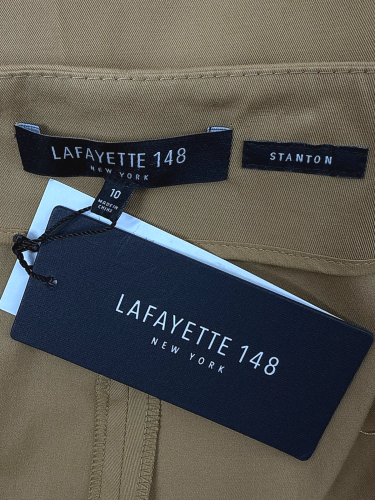 LAFAYETTE 148
NEW YORK
STANTON
10
MADE IN
CHINA
LAFAYETTE 148
NEW YORK